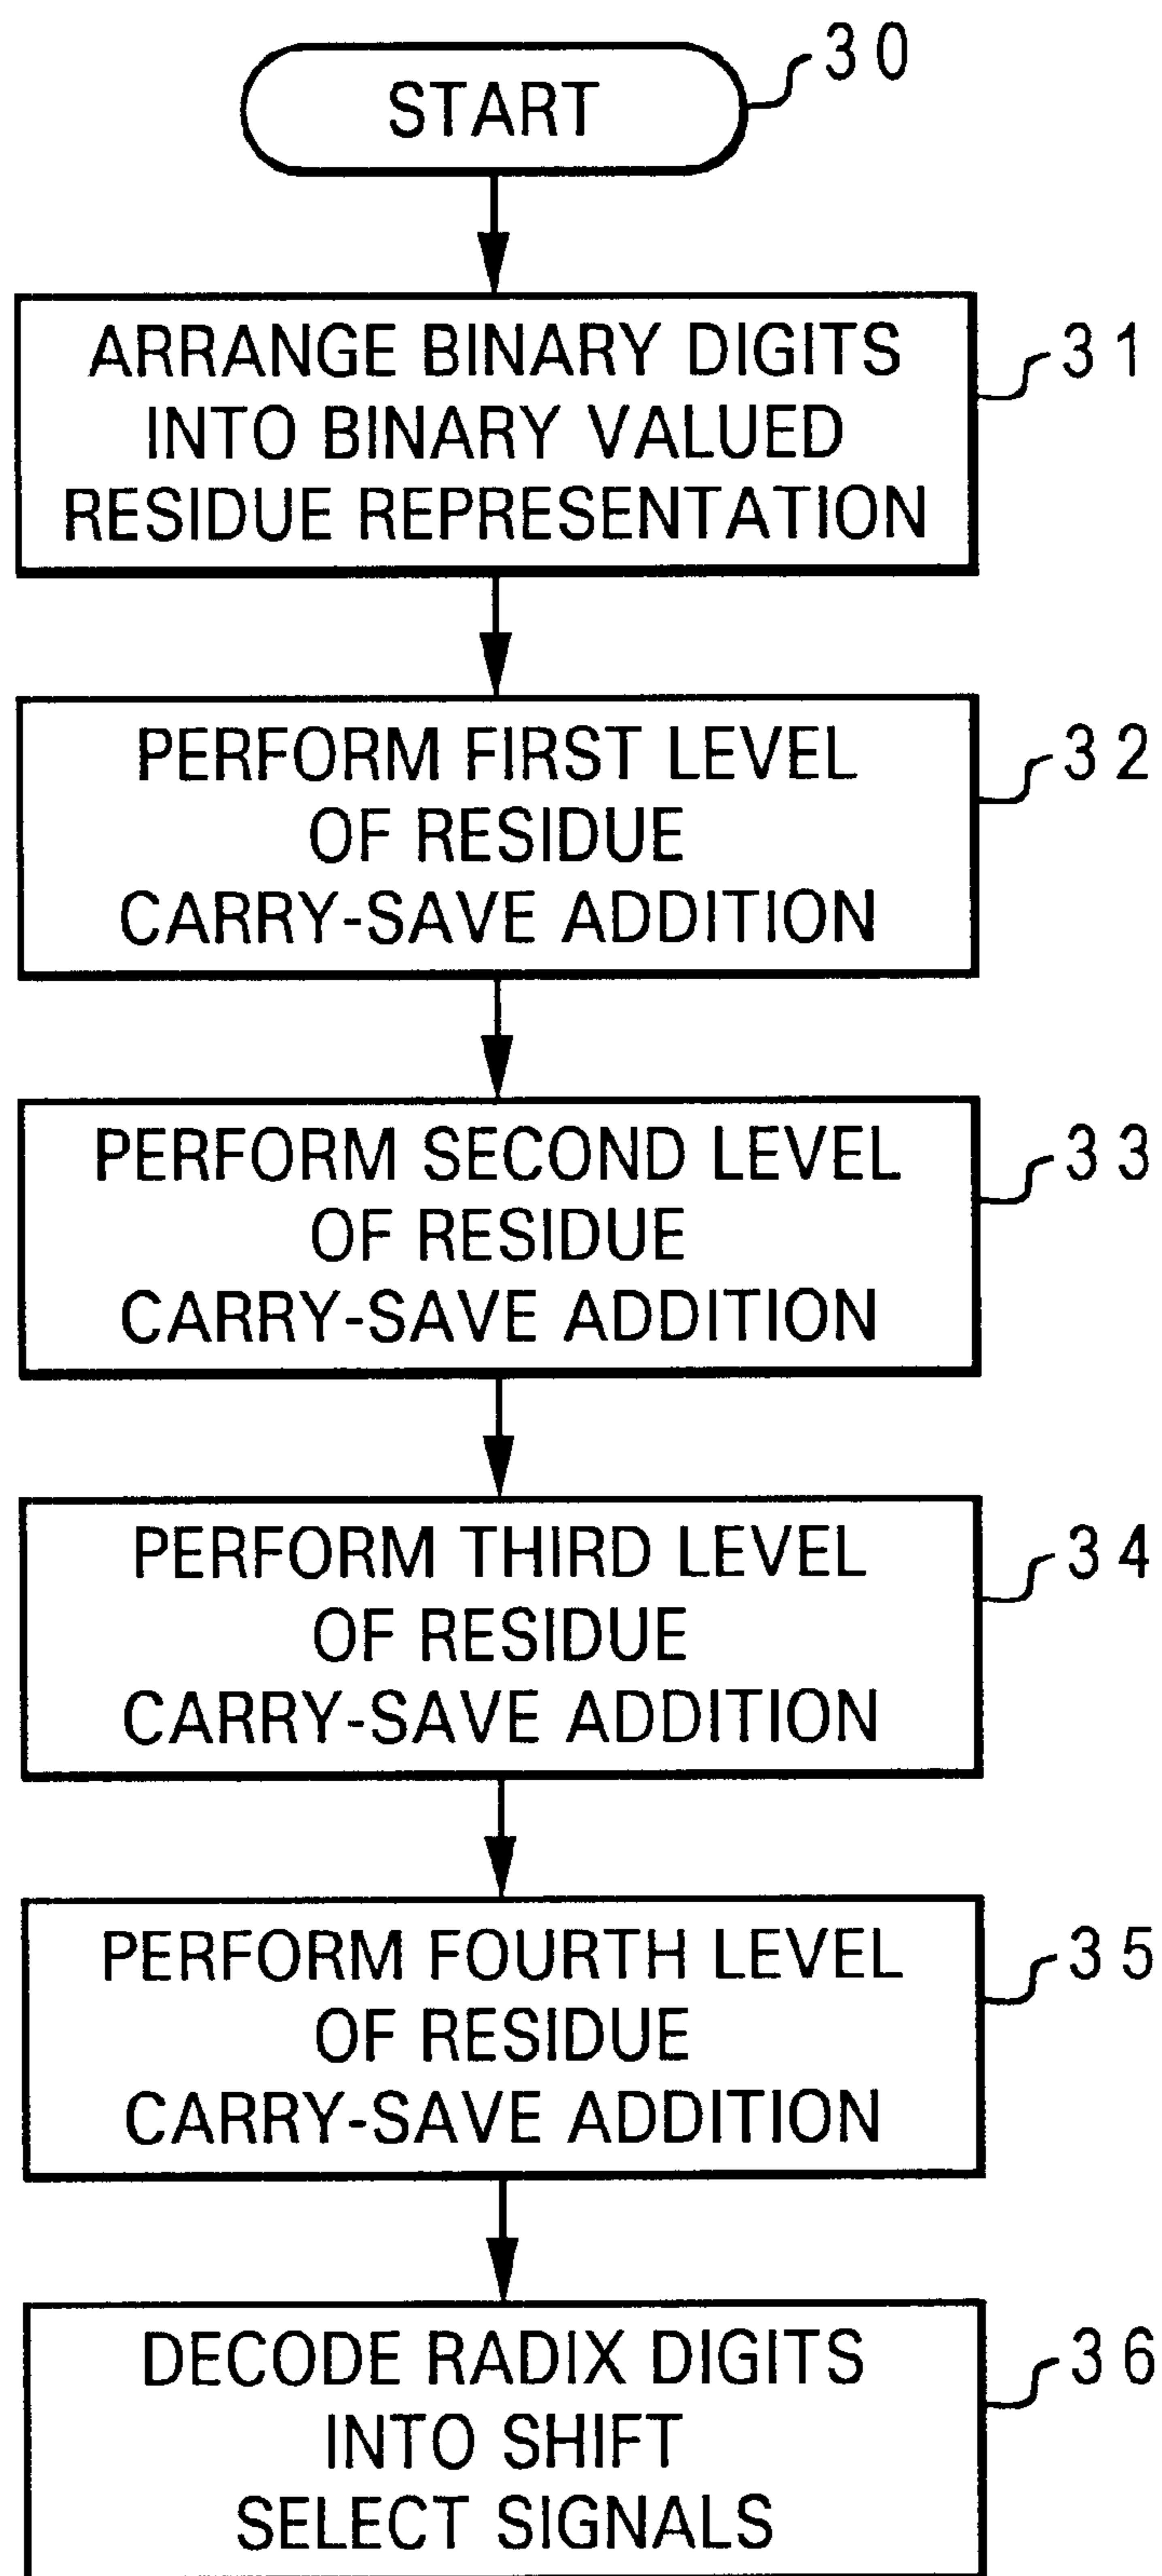 START
30
ARRANGE BINARY DIGITS
INTO BINARY VALUED
RESIDUE REPRESENTATION
31
PERFORM FIRST LEVEL
OF RESIDUE
CARRY-SAVE ADDITION
32
PERFORM SECOND LEVEL
OF RESIDUE
CARRY-SAVE ADDITION
33
PERFORM THIRD LEVEL
OF RESIDUE
CARRY-SAVE ADDITION
34
PERFORM FOURTH LEVEL
OF RESIDUE
CARRY-SAVE ADDITION
35
DECODE RADIX DIGITS
INTO SHIFT
SELECT SIGNALS
36